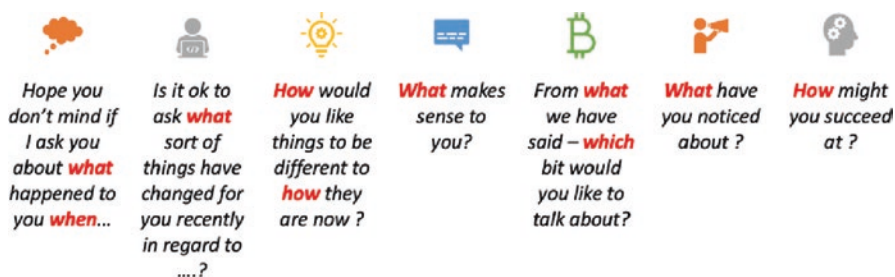 Hope you
don't mind if
I ask you
about what
happened to
you when...
Is it ok to
ask what
sort of
things have
changed for
you recently
in regard to
....?
How would
you like
things to be
different to
how they
are now ?
What makes
sense to
you?
From what
we have
said – which
bit would
you like to
talk about?
What have
you noticed
about ?
How might
you succeed
at ?